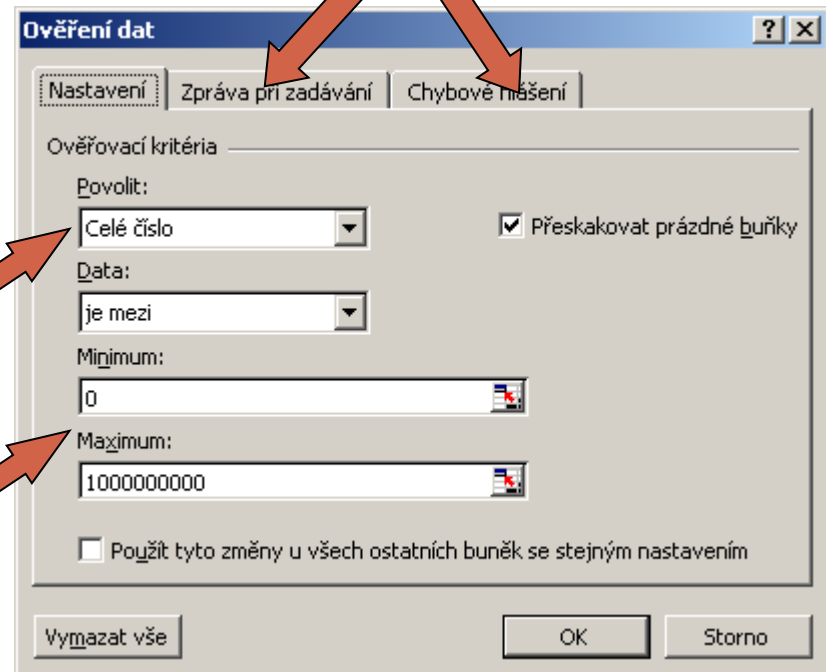 Ověření dat
Nastavení
Zpráva při zadávání
Chybové hlášení
Ověřovací kritéria
Povolit:
Celé číslo
Přeskakovat prázdné buňky
Data:
je mezi
Minimum:
0
Maximum:
1000000000
Použít tyto změny u všech ostatních buněk se stejným nastavením
Vymazat vše
OK
Storno